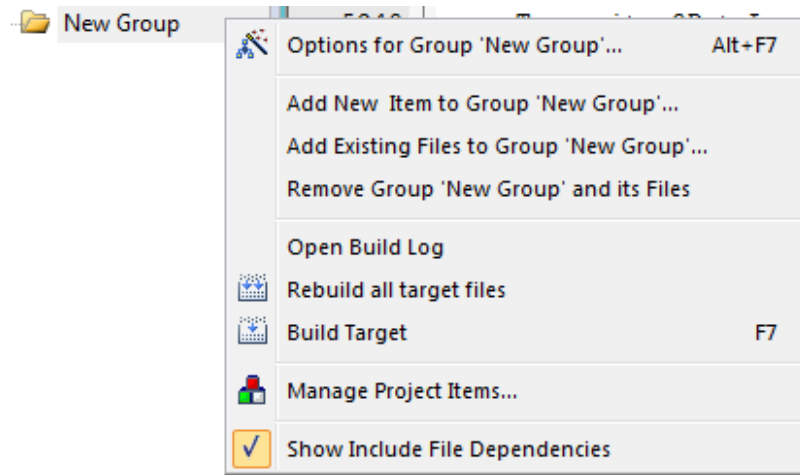 New Group
Options for Group 'New Group'... Alt+F7
Add New Item to Group 'New Group'...
Add Existing Files to Group 'New Group'...
Remove Group 'New Group' and its Files
Open Build Log
Rebuild all target files
Build Target F7
Manage Project Items...
Show Include File Dependencies